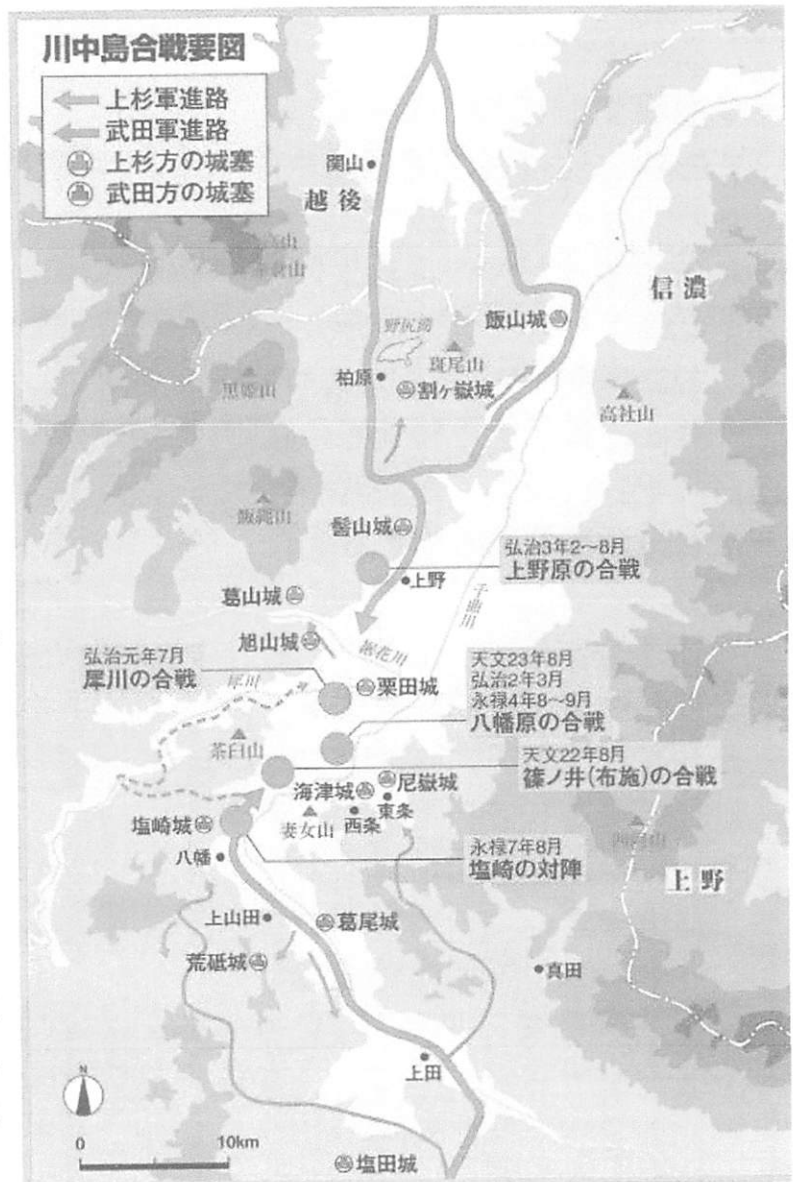 川中島合戦要図
上杉軍進路
武田軍進路
上杉方の城塞
武田方の城塞
関山
越後
信濃
飯山城
野尻湖
斑尾山
柏原
割ヶ嶽城
黒姫山
高社山
飯縄山
髻山城
弘治3年2〜8月
上野原の合戦
上野
千曲川
葛山城
旭山城
裾花川
弘治元年7月
犀川の合戦
犀川
栗田城
天文23年8月
弘治2年3月
永禄4年8〜9月
八幡原の合戦
茶臼山
天文22年8月
篠ノ井(布施)の合戦
海津城
尼嶽城
東条
西条
妻女山
塩崎城
八幡
永禄7年8月
塩崎の対陣
上野
上山田
葛尾城
荒砥城
真田
上田
N
0
10km
塩田城